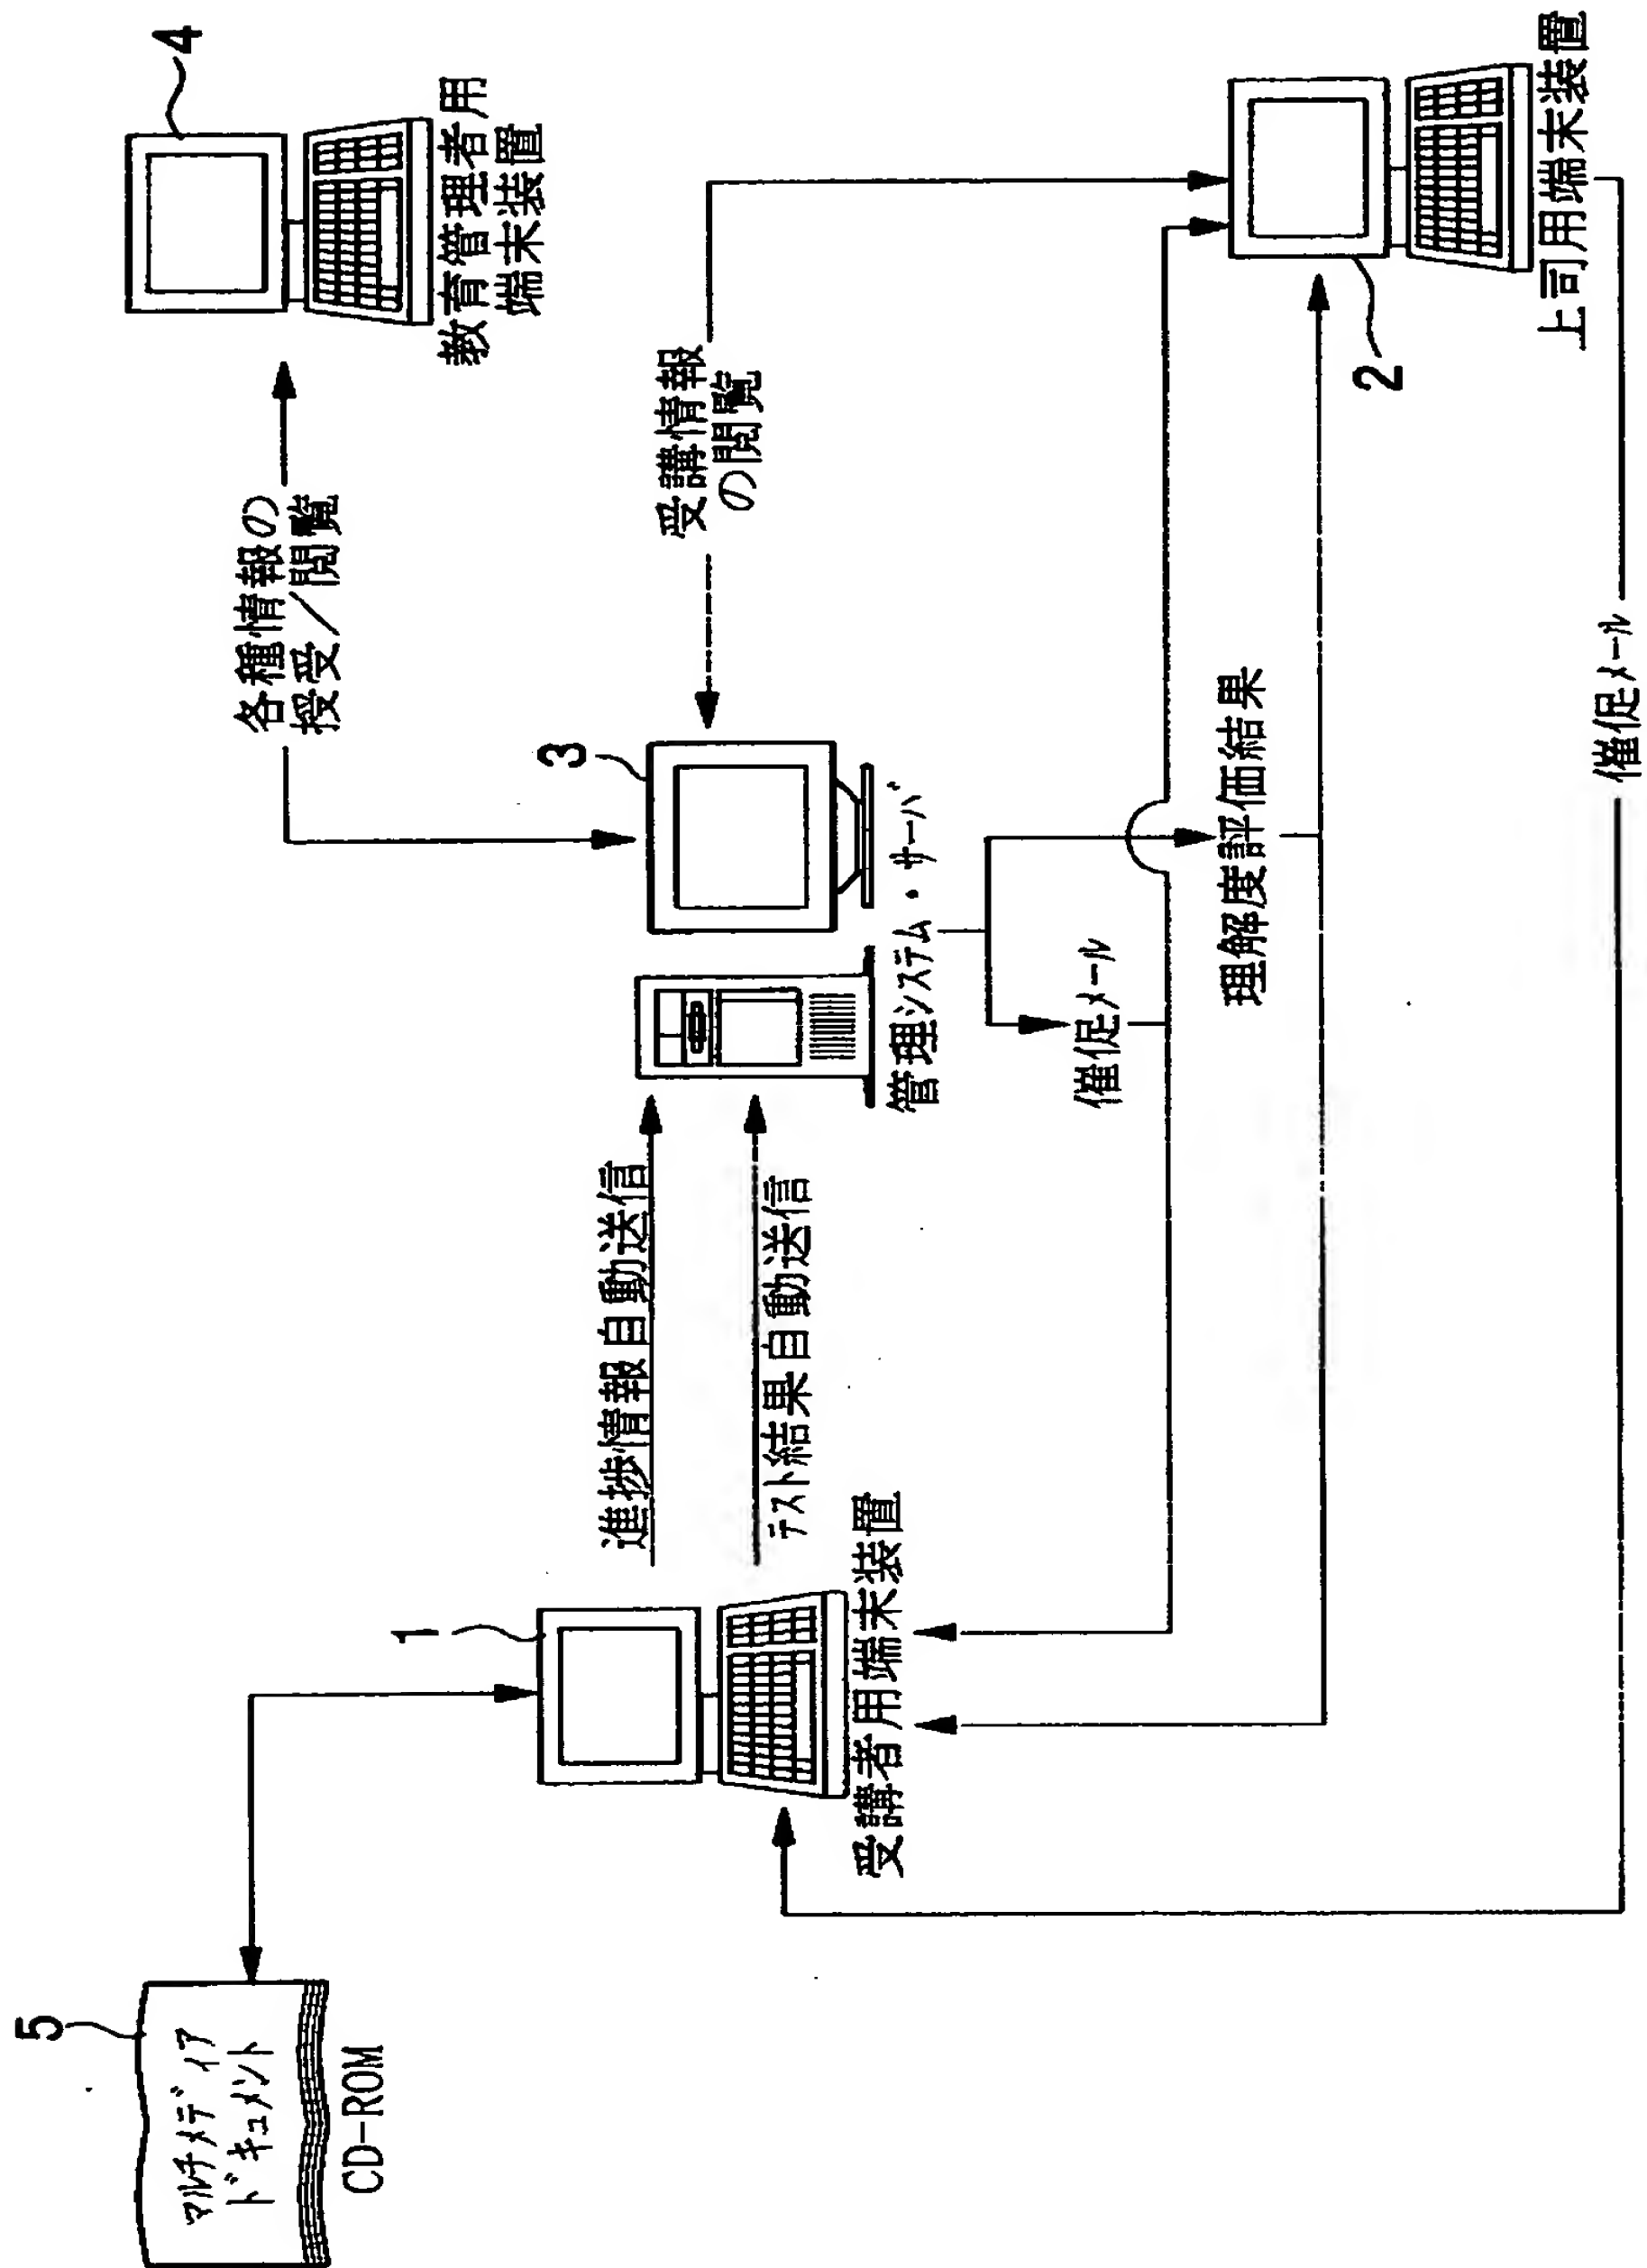 5
マルチメディア
ドキュメント
CD-ROM
1
受講者用端末装置
進捗情報自動送信
テスト結果自動送信
3
管理システム・サーバ
各種情報の
授受/閲覧
4
教育管理者用
端末装置
受講情報
の閲覧
催促メール
理解度評価結果
2
上司用端末装置
催促メール